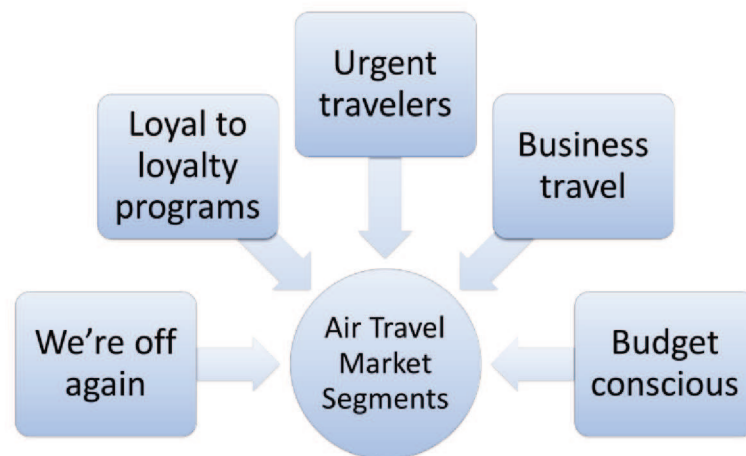 Urgent
travelers
Loyal to
loyalty
programs
Business
travel
We're off
again
Air Travel
Market
Segments
Budget
conscious